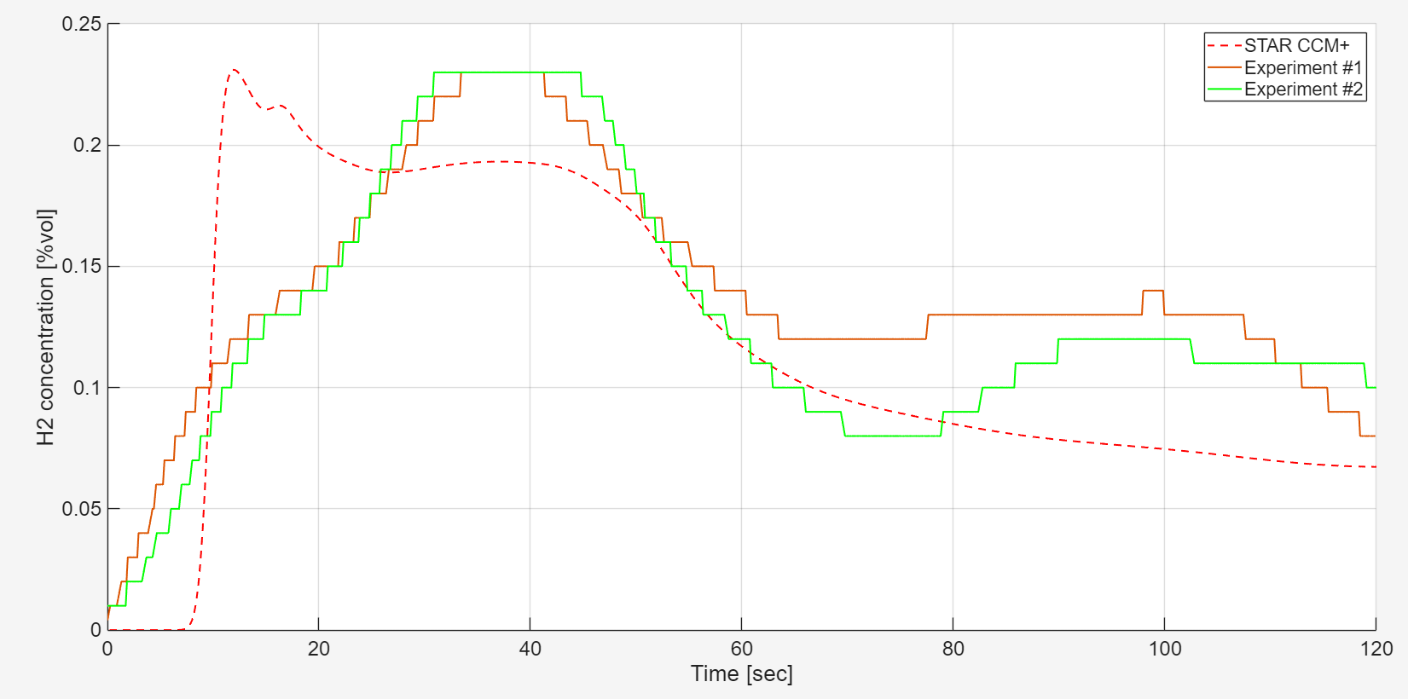 0.25
0.2
0.15
0.1
0.05
0
H2 concentration [%vol]
STAR CCM+
Experiment #1
Experiment #2
0 20 40 60 80 100 120
Time [sec]